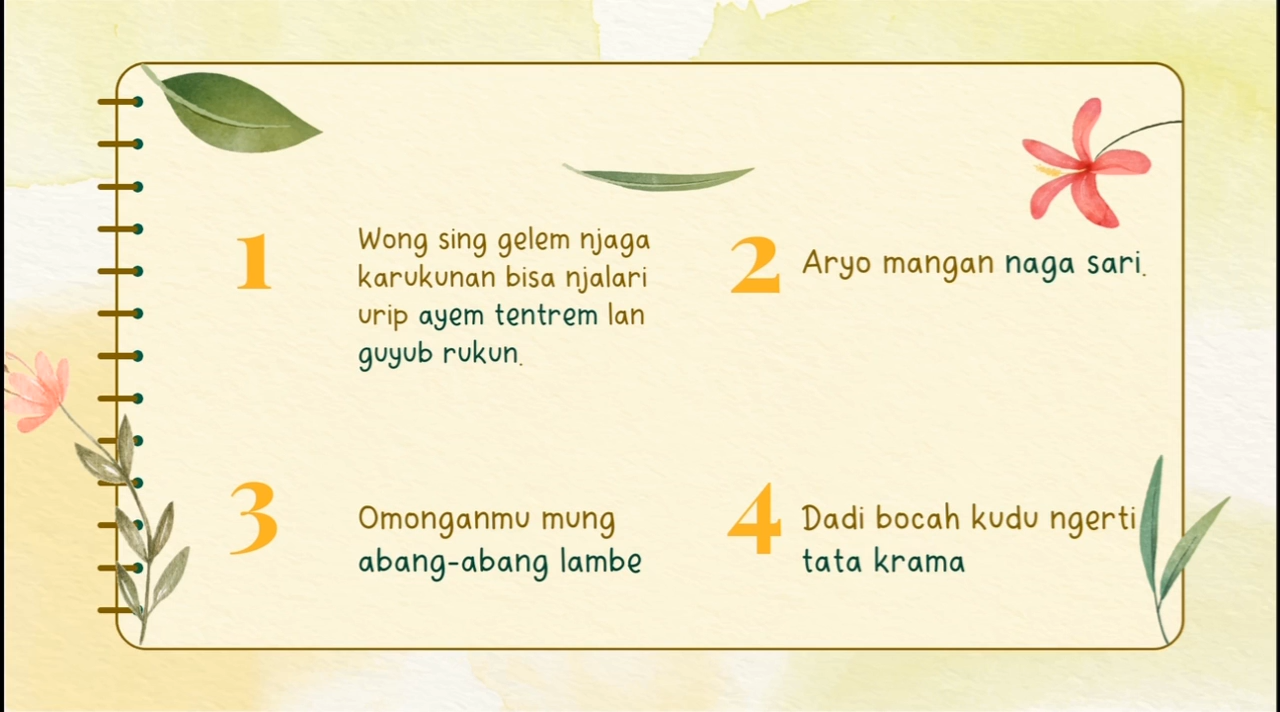 1
Wong sing gelem njaga
karukunan bisa njalari
urip ayem tentrem lan
guyub rukun.
2
Aryo mangan naga sari.
3
Omonganmu mung
abang-abang lambe
4
Dadi bocah kudu ngerti
tata krama